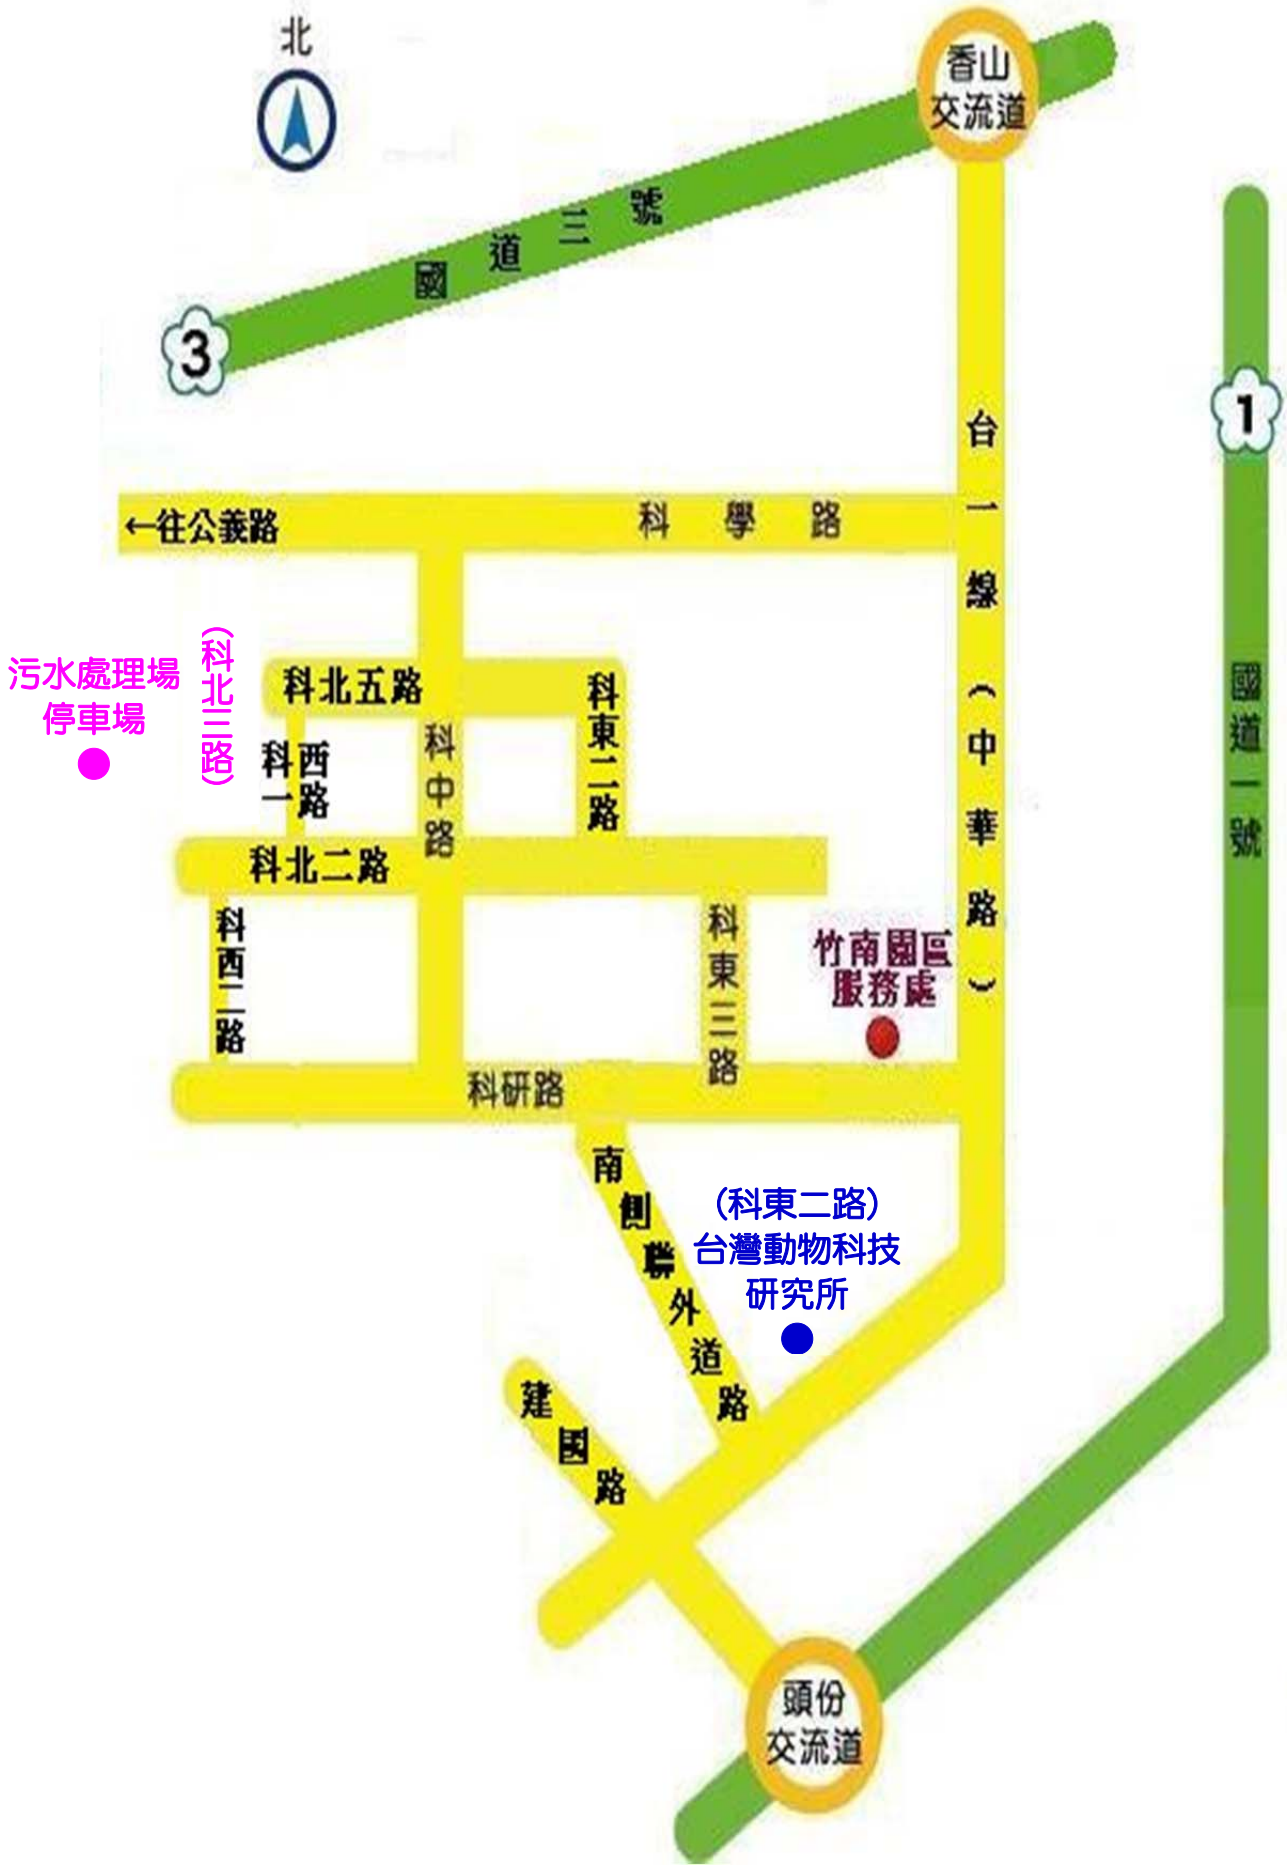 北
香山
交流道
國道三號
3
1
台一線(中華路)
←往公義路
科學路
(科北三路)
污水處理場
停車場
科北五路
科東二路
科西一路
科中路
國道一號
科北二路
科西二路
科東三路
竹南園區
服務處
科研路
南側聯外道路
(科東二路)
台灣動物科技
研究所
建國路
頭份
交流道